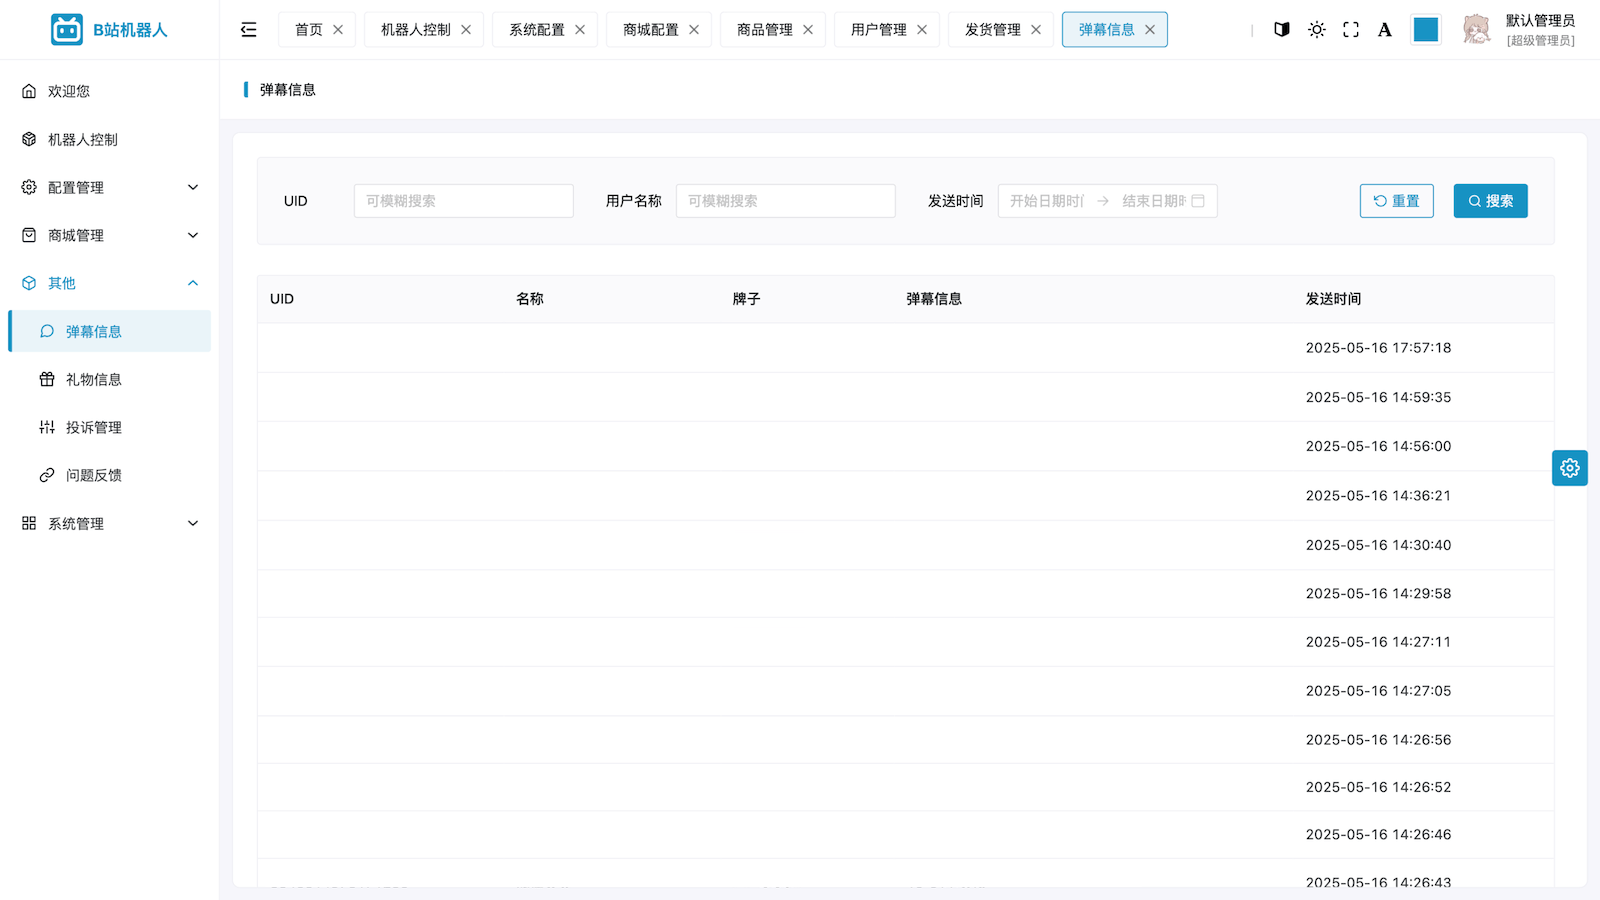 B站机器人
首页
机器人控制
系统配置
商城配置
商品管理
用户管理
发货管理
弹幕信息
A
默认管理员
[超级管理员]
欢迎您
机器人控制
配置管理
商城管理
其他
弹幕信息
礼物信息
投诉管理
问题反馈
系统管理
弹幕信息
UID
可模糊搜索
用户名称
可模糊搜索
发送时间
开始日期时
结束日期
重置
搜索
UID 名称 牌子 弹幕信息 发送时间
2025-05-16 17:57:18
2025-05-16 14:59:35
2025-05-16 14:56:00
2025-05-16 14:36:21
2025-05-16 14:30:40
2025-05-16 14:29:58
2025-05-16 14:27:11
2025-05-16 14:27:05
2025-05-16 14:26:56
2025-05-16 14:26:52
2025-05-16 14:26:46
2025-05-16 14:26:43